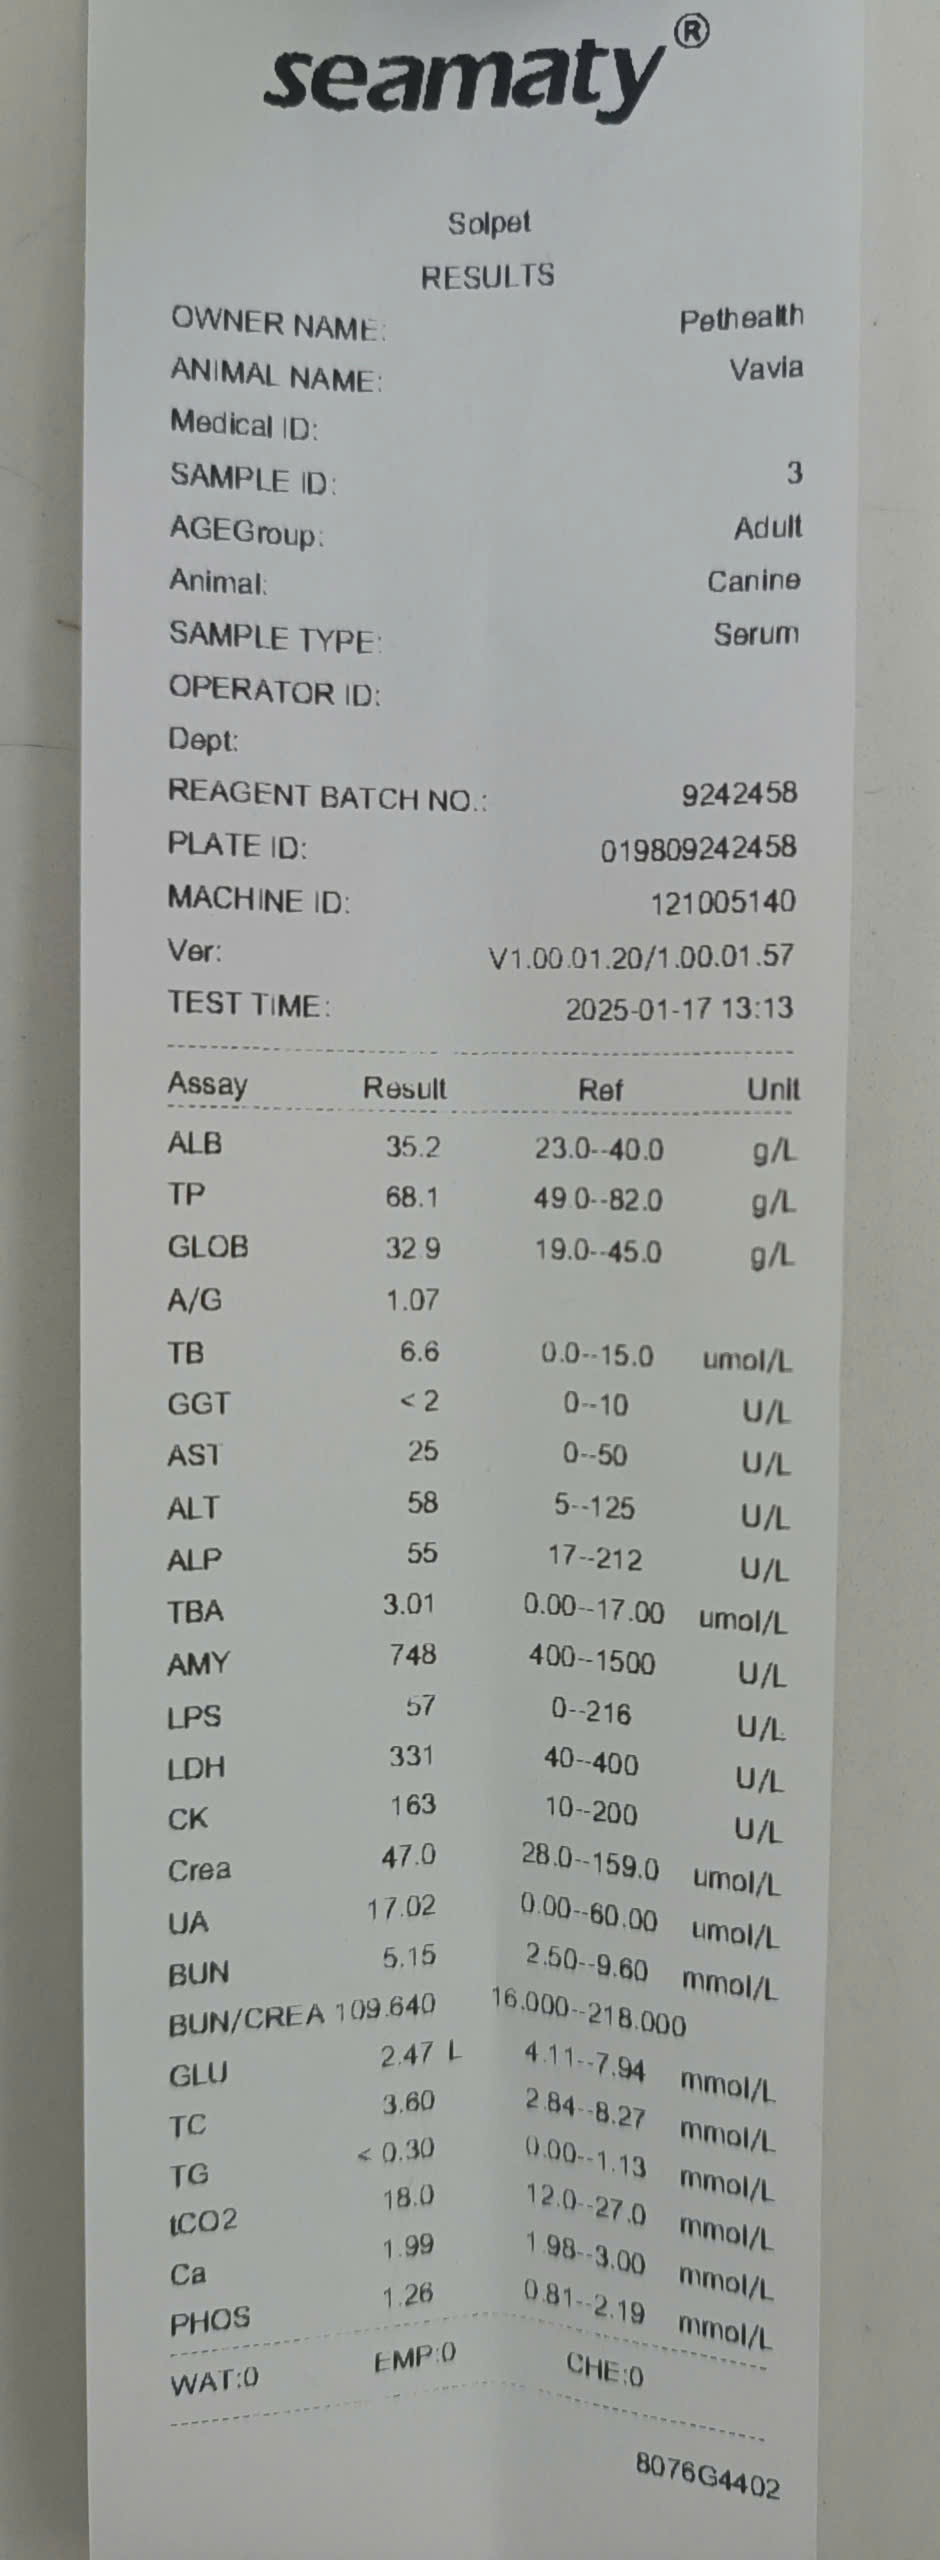 seamaty®
Solpet
RESULTS
OWNER NAME: Pethealth
ANIMAL NAME: Vavia
Medical ID:
SAMPLE ID: 3
AGEGroup: Adult
Animal: Canine
SAMPLE TYPE: Serum
OPERATOR ID:
Dept:
REAGENT BATCH NO.: 9242458
PLATE ID: 019809242458
MACHINE ID: 121005140
Ver: V1.00.01.20/1.00.01.57
TEST TIME: 2025-01-17 13:13
Assay Result Ref Unit
ALB 35.2 23.0--40.0 g/L
TP 68.1 49.0--82.0 g/L
GLOB 32.9 19.0--45.0 g/L
A/G 1.07
TB 6.6 0.0--15.0 umol/L
GGT < 2 0--10 U/L
AST 25 0--50 U/L
ALT 58 5--125 U/L
ALP 55 17--212 U/L
TBA 3.01 0.00--17.00 umol/L
AMY 748 400--1500 U/L
LPS 57 0--216 U/L
LDH 331 40--400 U/L
CK 163 10--200 U/L
Crea 47.0 28.0--159.0 umol/L
UA 17.02 0.00--60.00 umol/L
BUN 5.15 2.50--9.60 mmol/L
BUN/CREA 109.640 16.000--218.000
GLU 2.47 L 4.11--7.94 mmol/L
TC 3.60 2.84--8.27 mmol/L
TG < 0.30 0.00--1.13 mmol/L
tCO2 18.0 12.0--27.0 mmol/L
Ca 1.99 1.98--3.00 mmol/L
PHOS 1.26 0.81--2.19 mmol/L
WAT:0 EMP:0 CHE:0
8076G4402